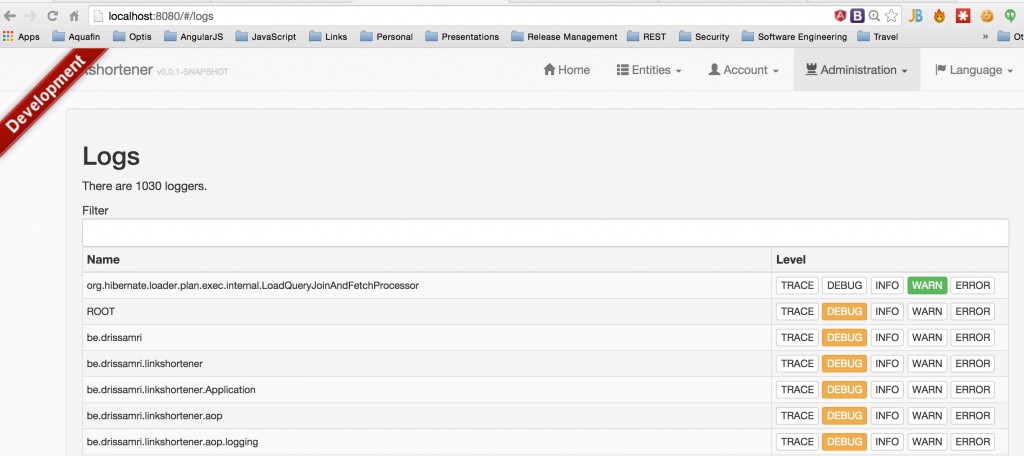 localhost:8080/#/logs
Apps Aquafin Optis AngularJS JavaScript Links Personal Presentations Release Management REST Security Software Engineering Travel » Ot
Development
kshortener v0.0.1-SNAPSHOT Home Entities Account Administration Language
Logs
There are 1030 loggers.
Filter
Name Level
org.hibernate.loader.plan.exec.internal.LoadQueryJoinAndFetchProcessor TRACE DEBUG INFO WARN ERROR
ROOT TRACE DEBUG INFO WARN ERROR
be.drissamri TRACE DEBUG INFO WARN ERROR
be.drissamri.linkshortener TRACE DEBUG INFO WARN ERROR
be.drissamri.linkshortener.Application TRACE DEBUG INFO WARN ERROR
be.drissamri.linkshortener.aop TRACE DEBUG INFO WARN ERROR
be.drissamri.linkshortener.aop.logging TRACE DEBUG INFO WARN ERROR